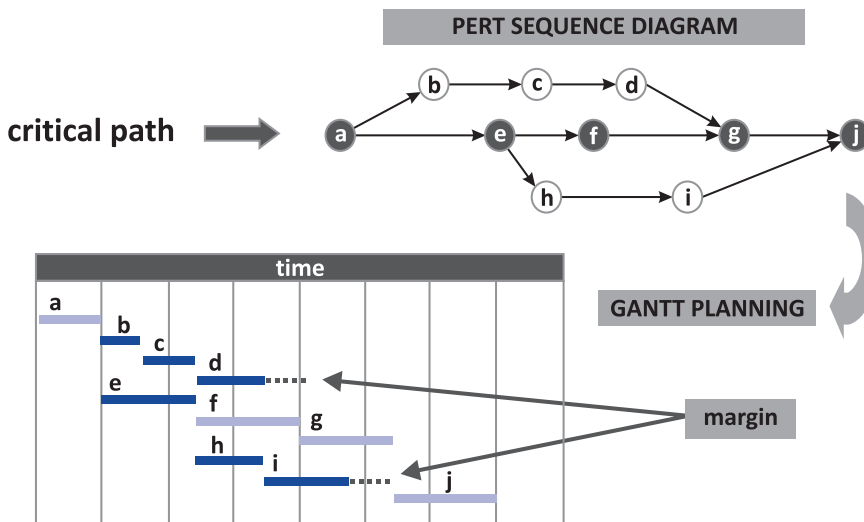 PERT SEQUENCE DIAGRAM
b c d
critical path
a e f g j
h i
time
GANTT PLANNING
a
b
c
d
e
f
g
margin
h
i
j